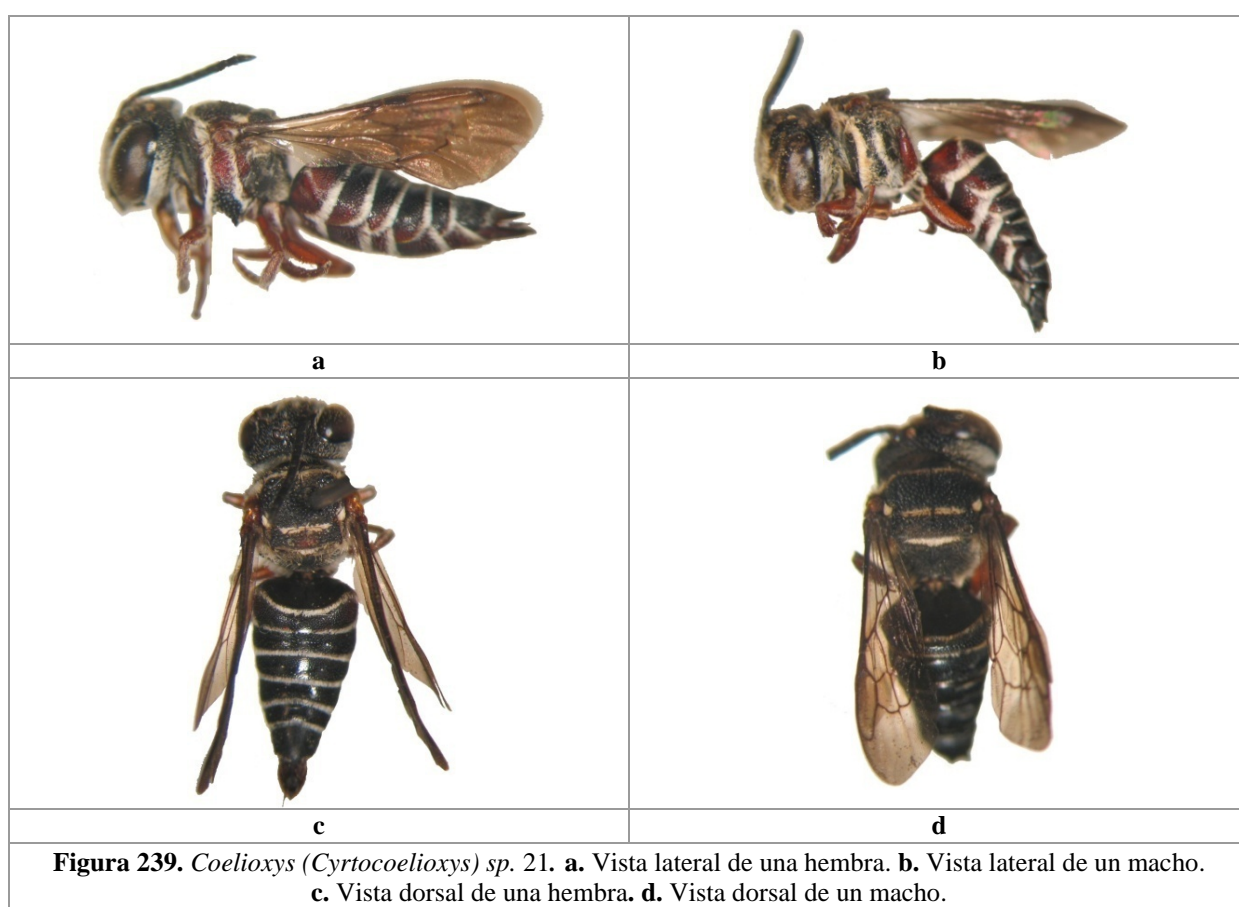 a
b
c
d
Figura 239. Coelioxys (Cyrtocoelioxys) sp. 21. a. Vista lateral de una hembra. b. Vista lateral de un macho.
c. Vista dorsal de una hembra. d. Vista dorsal de un macho.